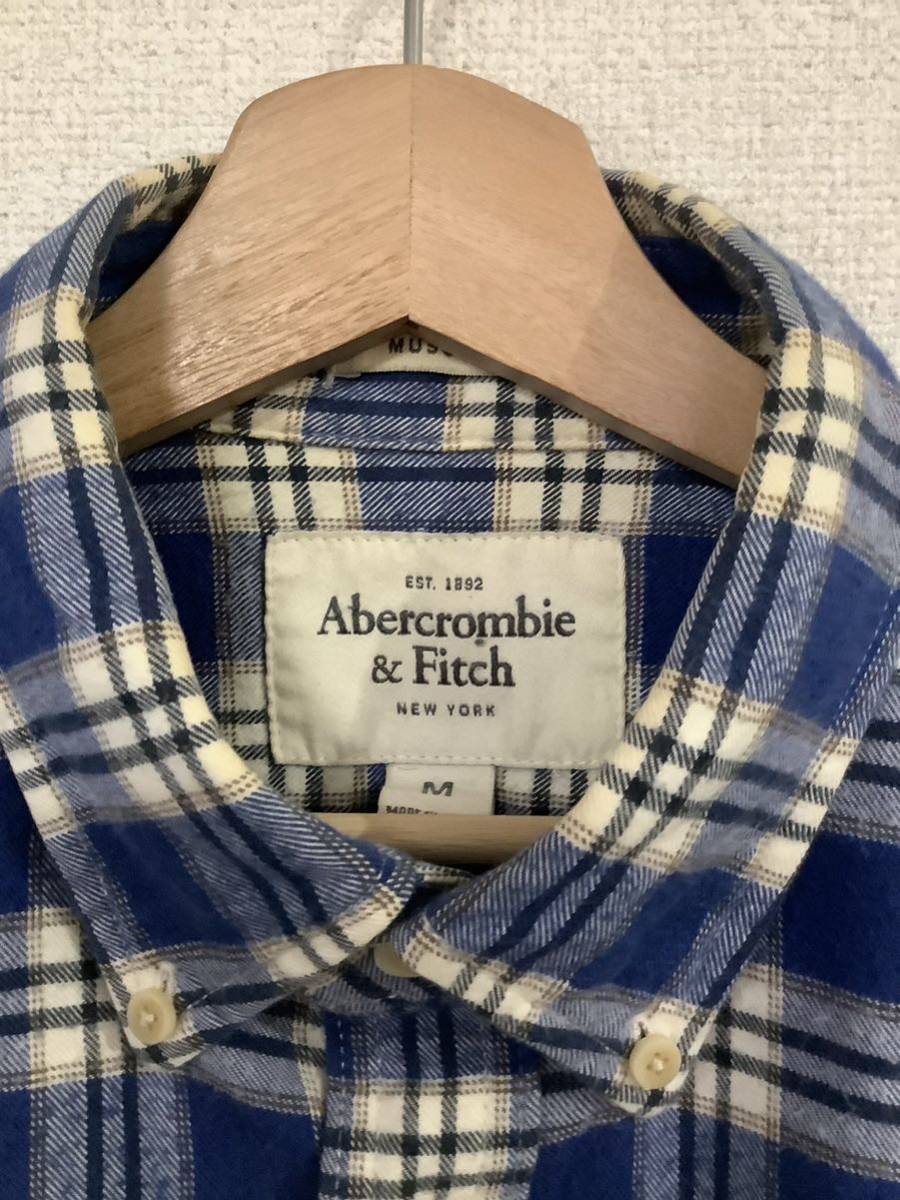 EST. 1892
Abercrombie
& Fitch
NEW YORK
M